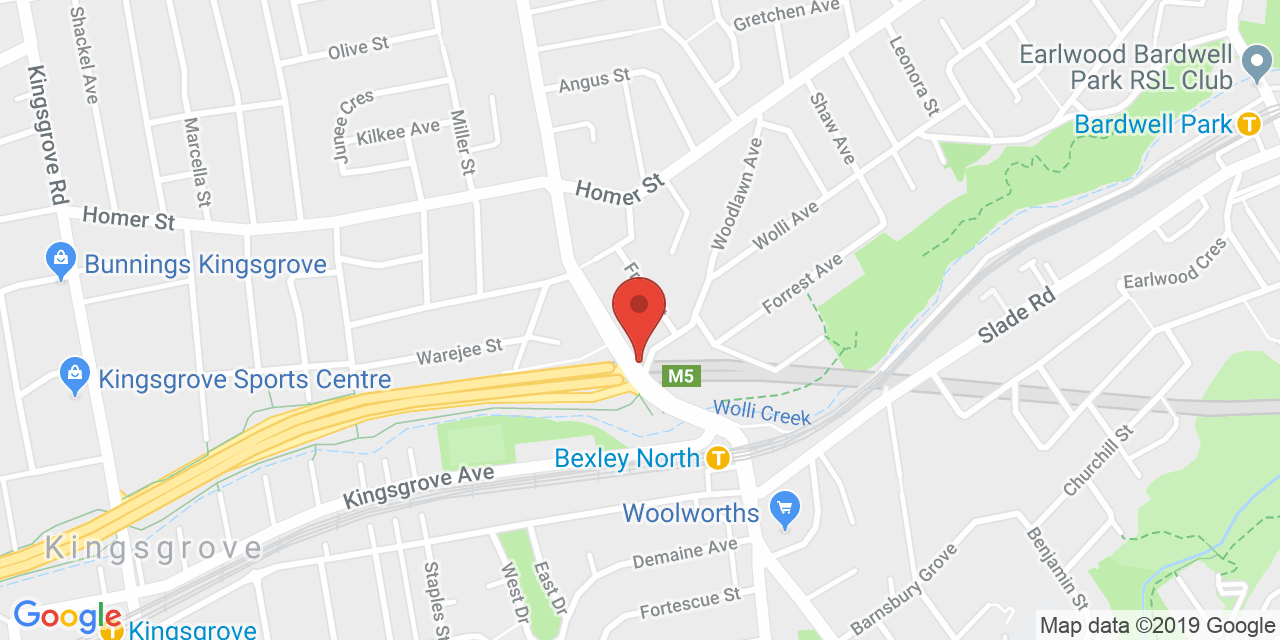 Shackel Ave
Gretchen Ave
Olive St
Leonora St
Earlwood Bardwell
Park RSL Club
Kingsgrove Rd
Angus St
Junee Cres
Kilkee Ave
Miller St
Shaw Ave
Bardwell Park
T
Marcella St
Homer St
Homer St
Woodlawn Ave
Wolli Ave
Bunnings Kingsgrove
Forrest Ave
Earlwood Cres
Slade Rd
Warejee St
M5
Kingsgrove Sports Centre
Wolli Creek
Bexley North
T
Kingsgrove Ave
Churchill St
Woolworths
Kingsgrove
Demaine Ave
Staples St
West Dr
East Dr
Fortescue St
Barnsbury Grove
Benjamin St
Google
Kingsgrove
Map data ©2019 Google